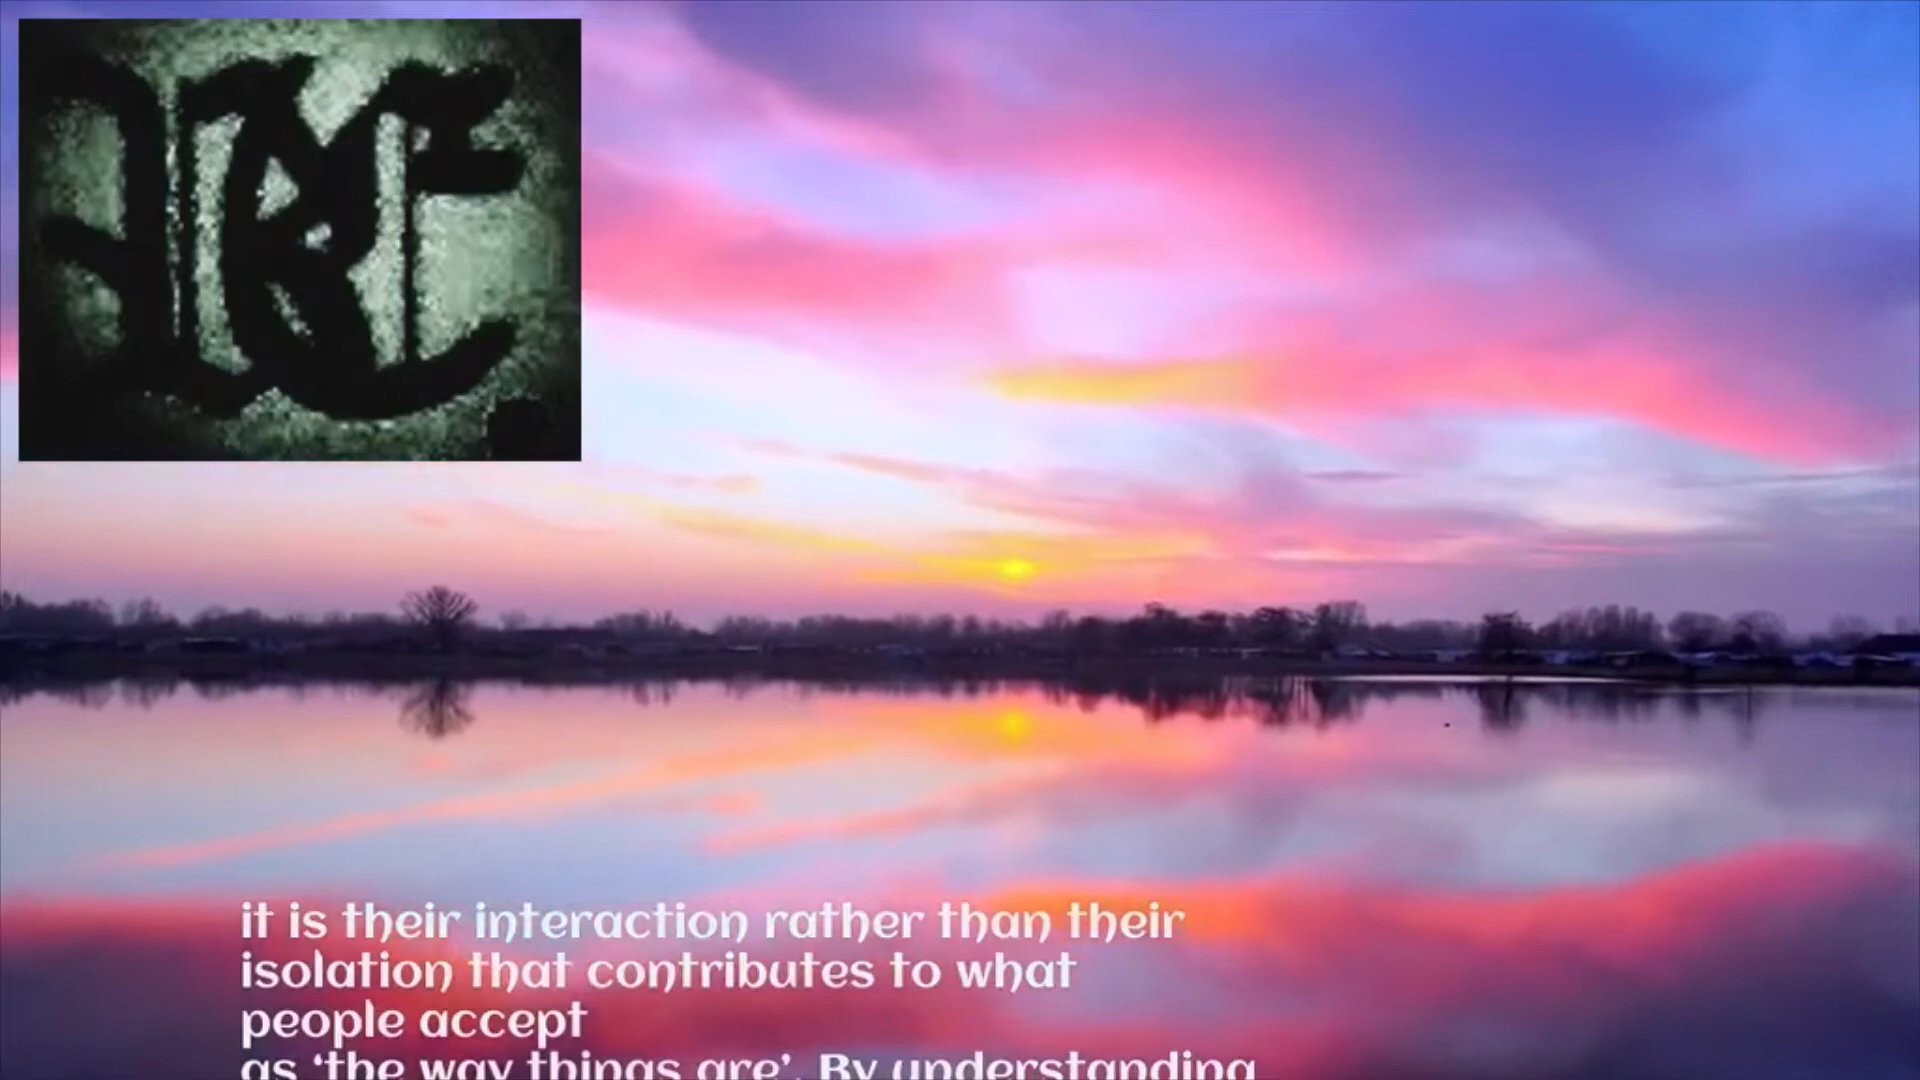 it is their interaction rather than their
isolation that contributes to what
people accept
as ‘the way things are’. By understanding